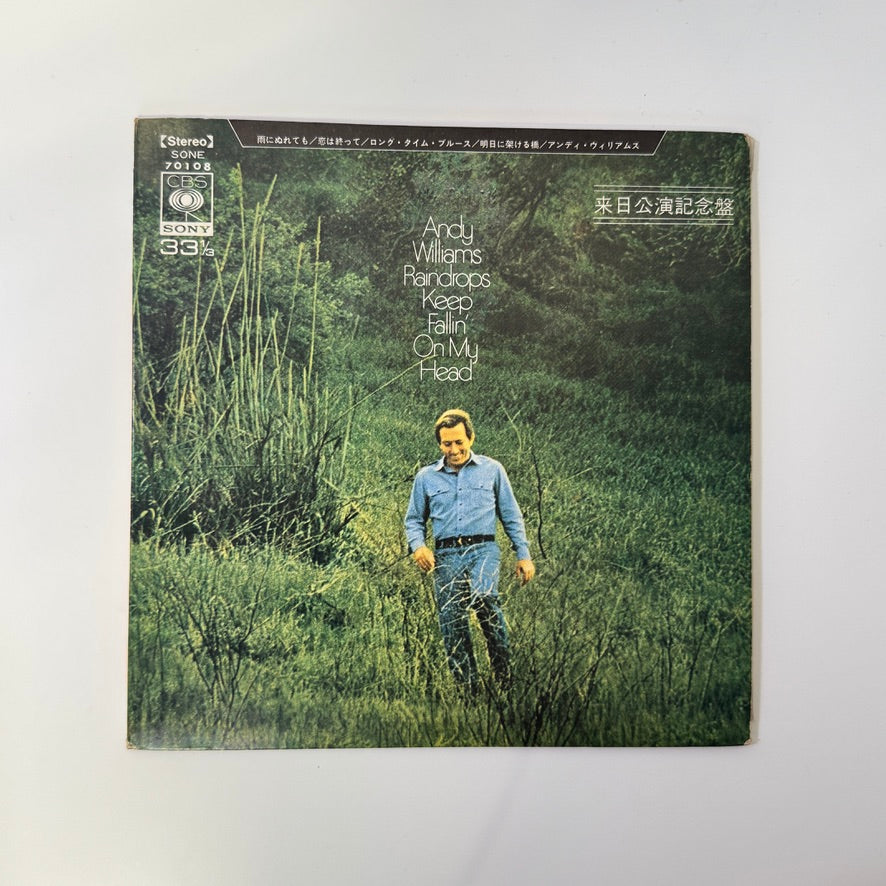 雨にぬれても／恋は終って／ロング・タイム・ブルース／明日に架ける橋／アンディ・ウィリアムス
【Stereo】
SONE
70108
CBS
SONY
33⅓
来日公演記念盤
Andy
Williams
Raindrops
Keep
Fallin'
On My
Head